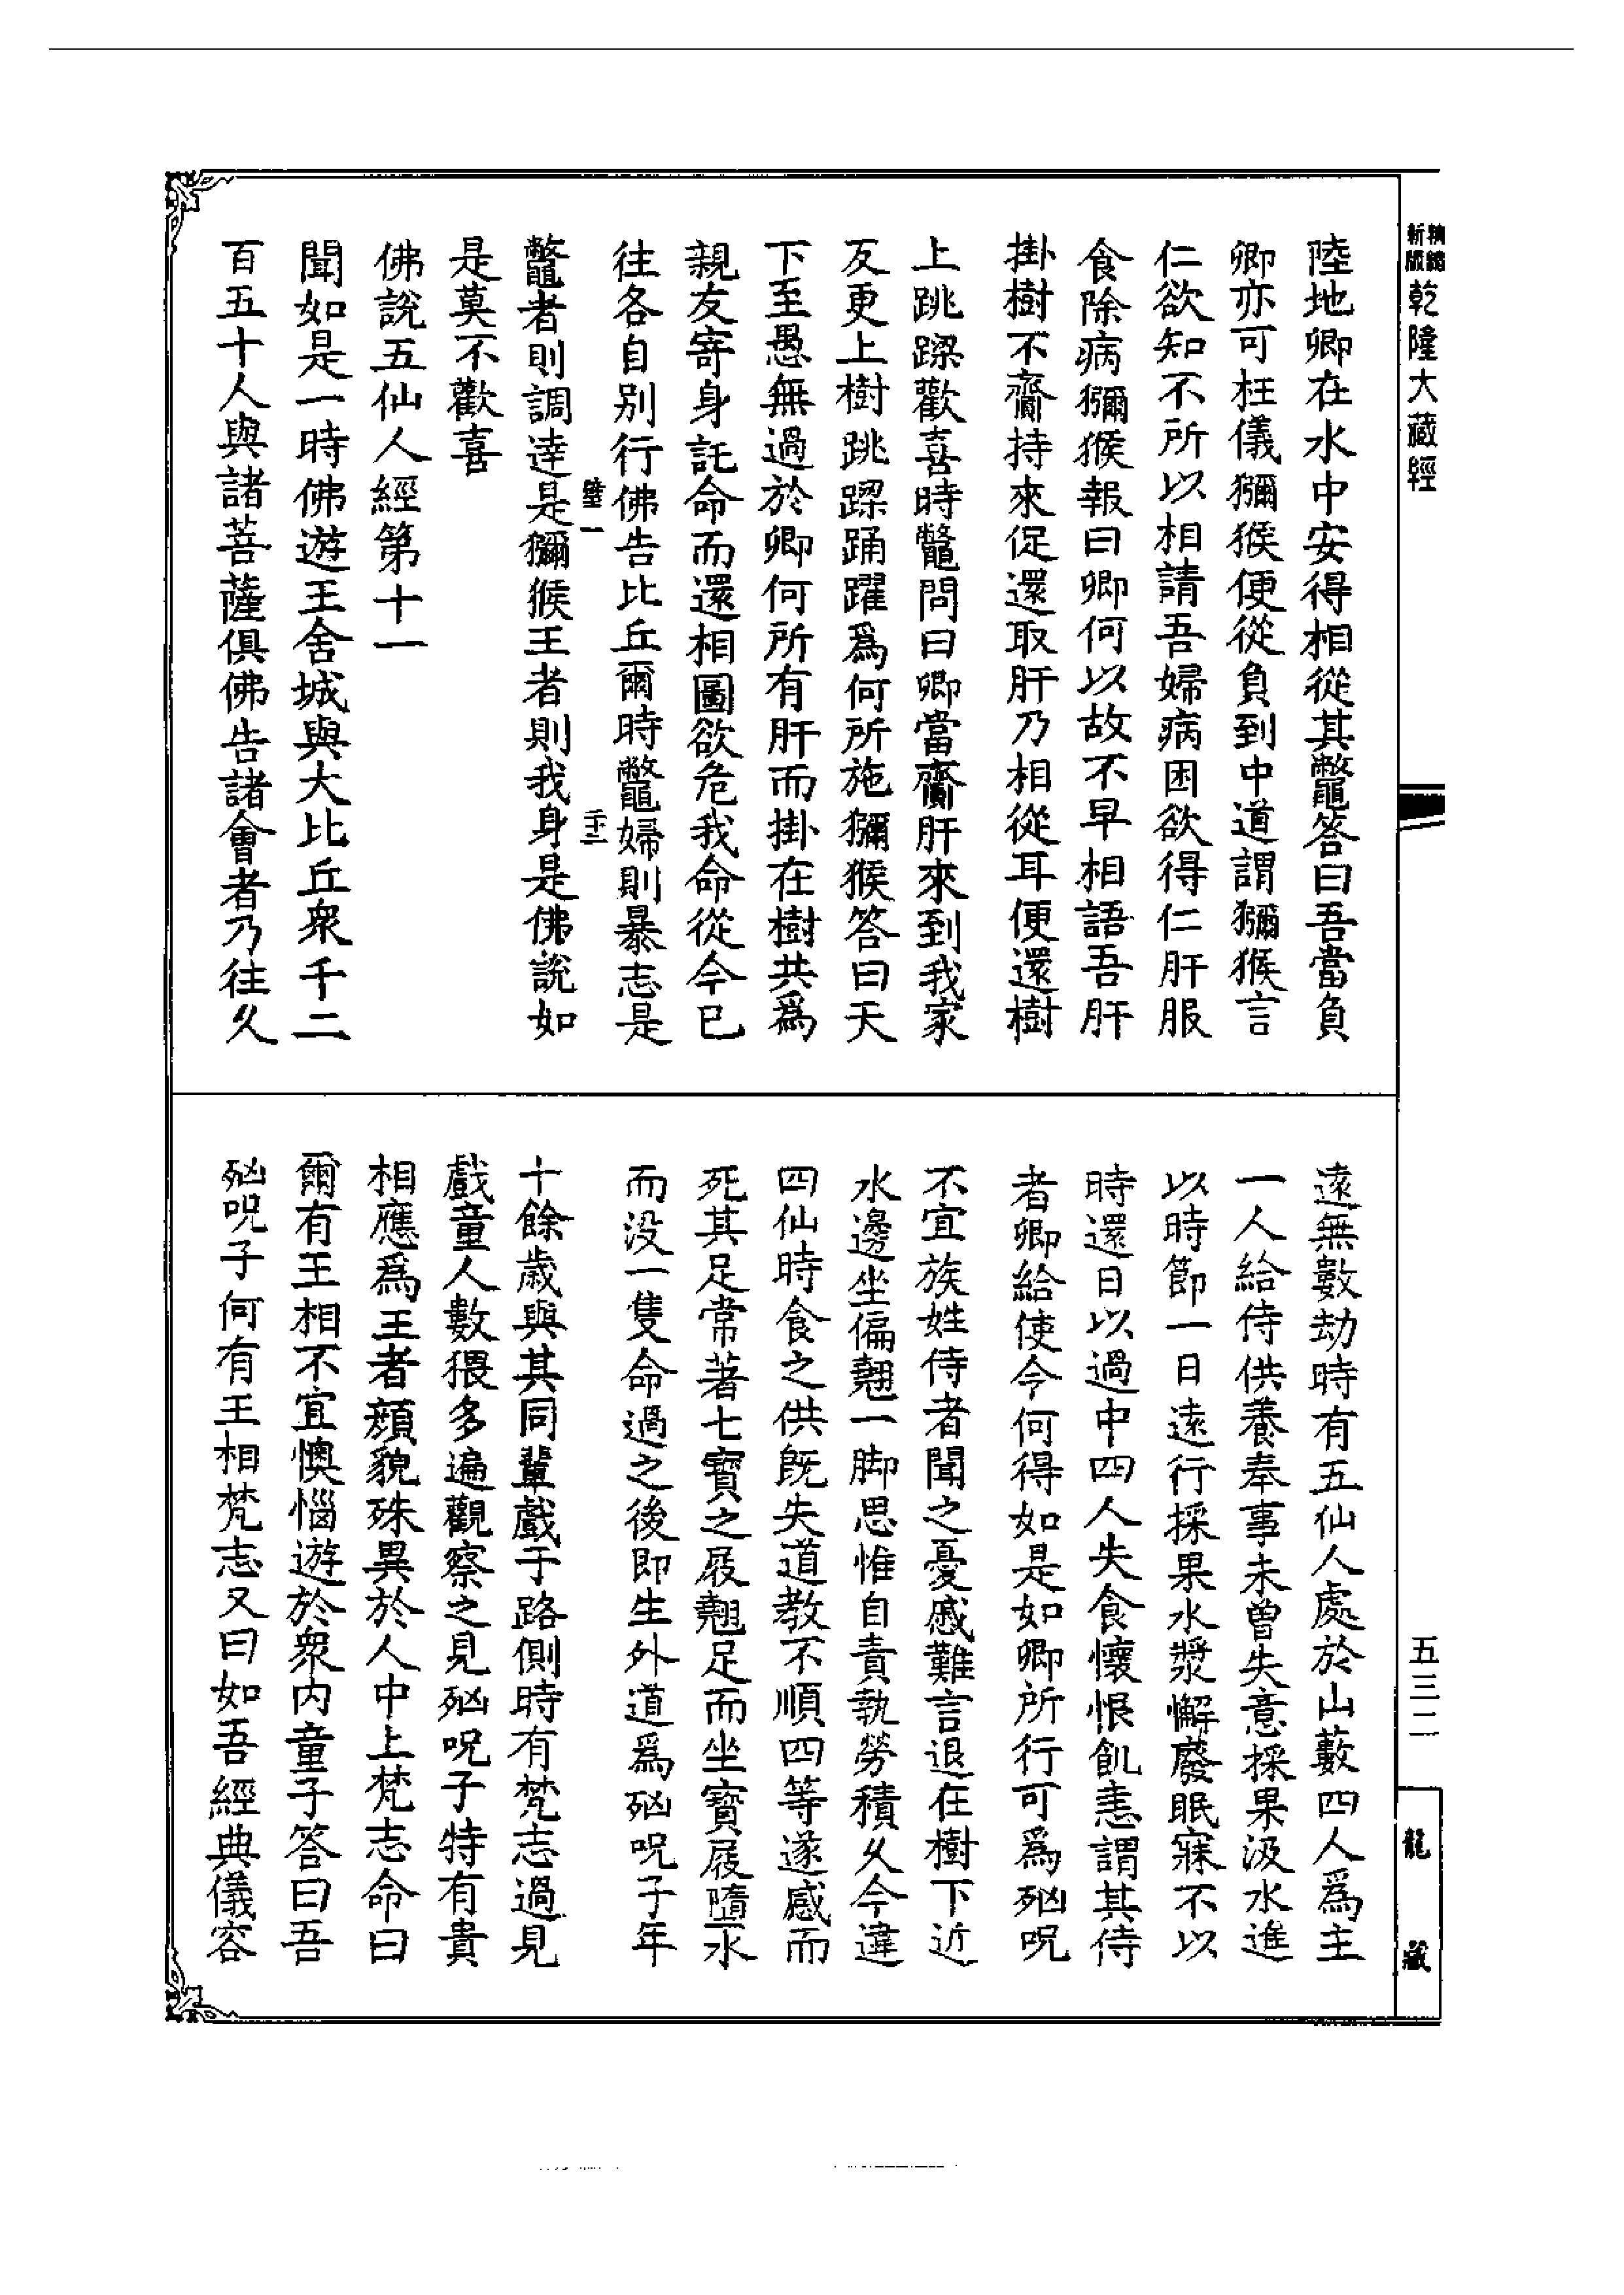 新編縮版乾隆大藏經
陸地卿在水中安得相從其鼈答曰吾當負
卿亦可枉儀獼猴便從負到中道謂獼猴言
仁欲知不所以相請吾婦病困欲得仁肝服
食除病獼猴報曰卿何以故不早相語吾肝
掛樹不齎持來促還取肝乃相從耳便還樹
上跳踪歡喜時鼈問曰卿當齎肝來到我家
反更上樹跳踪踊躍爲何所施獼猴答曰天
下至愚無過於卿何所有肝而掛在樹共爲
親友寄身託命而還相圖欲危我命從今已
往各自別行佛告比丘爾時鼈婦則暴志是
鼈者則調達是獼猴王者則我身是佛說如
是莫不歡喜
佛說五仙人經第十一
聞如是一時佛遊王舍城與大比丘衆千二
百五十人與諸菩薩俱佛告諸會者乃往久
遠無數劫時有五仙人處於山藪四人爲主
一人給侍供養奉事未曾失意採果汲水進
以時節一日遠行採果水漿懈廢眠寐不以
時還日以過中四人失食懷恨飢恚謂其侍
者卿給使令何得如是如卿所行可爲㐫呪
不宜族姓侍者聞之憂慼難言退在樹下近
水邊坐偏翹一脚思惟自責執勞積久今違
四仙時食之供既失道教不順四等遂感而
死其足常著七寶之屐翹足而坐寶屐墮水
而没一隻命過之後即生外道爲㐫呪子年
十餘歲與其同輩戲于路側時有梵志過見
戲童人數猥多遍觀察之見㐫呪子特有貴
相應爲王者顏貌殊異於人中上梵志命曰
爾有王相不宜懊惱遊於衆内童子答曰吾
㐫呪子何有王相梵志又曰如吾經典儀容
五三二
龍藏